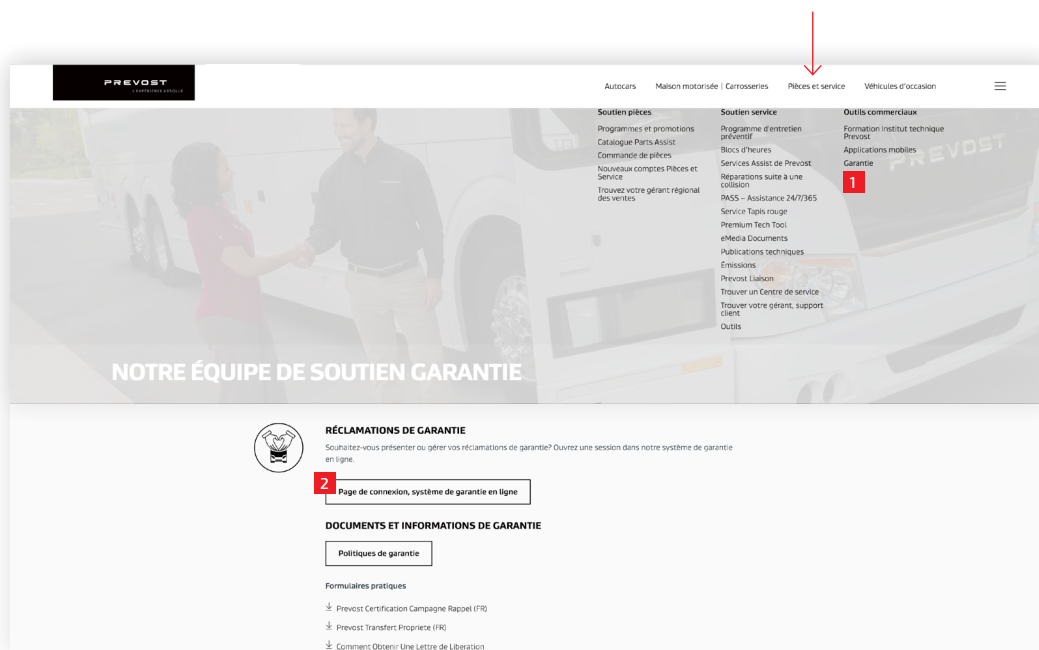 PREVOST
L'EXPÉRIENCE ABSOLUE
Autocars
Maison motorisée | Carrosseries
Pièces et service
Véhicules d'occasion
Soutien pièces
Programmes et promotions
Catalogue Parts Assist
Commande de pièces
Nouveaux comptes Pièces et
Service
Trouvez votre gérant régional
des ventes
Soutien service
Programme d'entretien
préventif
Blocs d'heures
Services Assist de Prevost
Réparations suite à une
collision
PASS – Assistance 24/7/365
Service Tapis rouge
Premium Tech Tool
eMedia Documents
Publications techniques
Émissions
Prevost Liaison
Trouver un Centre de service
Trouver votre gérant, support
client
Outils
Outils commerciaux
Formation Institut technique
Prevost
Applications mobiles
Garantie
1
PREVOST
NOTRE ÉQUIPE DE SOUTIEN GARANTIE
RÉCLAMATIONS DE GARANTIE
Souhaitez-vous présenter ou gérer vos réclamations de garantie? Ouvrez une session dans notre système de garantie
en ligne.
2
Page de connexion, système de garantie en ligne
DOCUMENTS ET INFORMATIONS DE GARANTIE
Politiques de garantie
Formulaires pratiques
Prevost Certification Campagne Rappel (FR)
Prevost Transfert Propriete (FR)
Comment Obtenir Une Lettre de Liberation